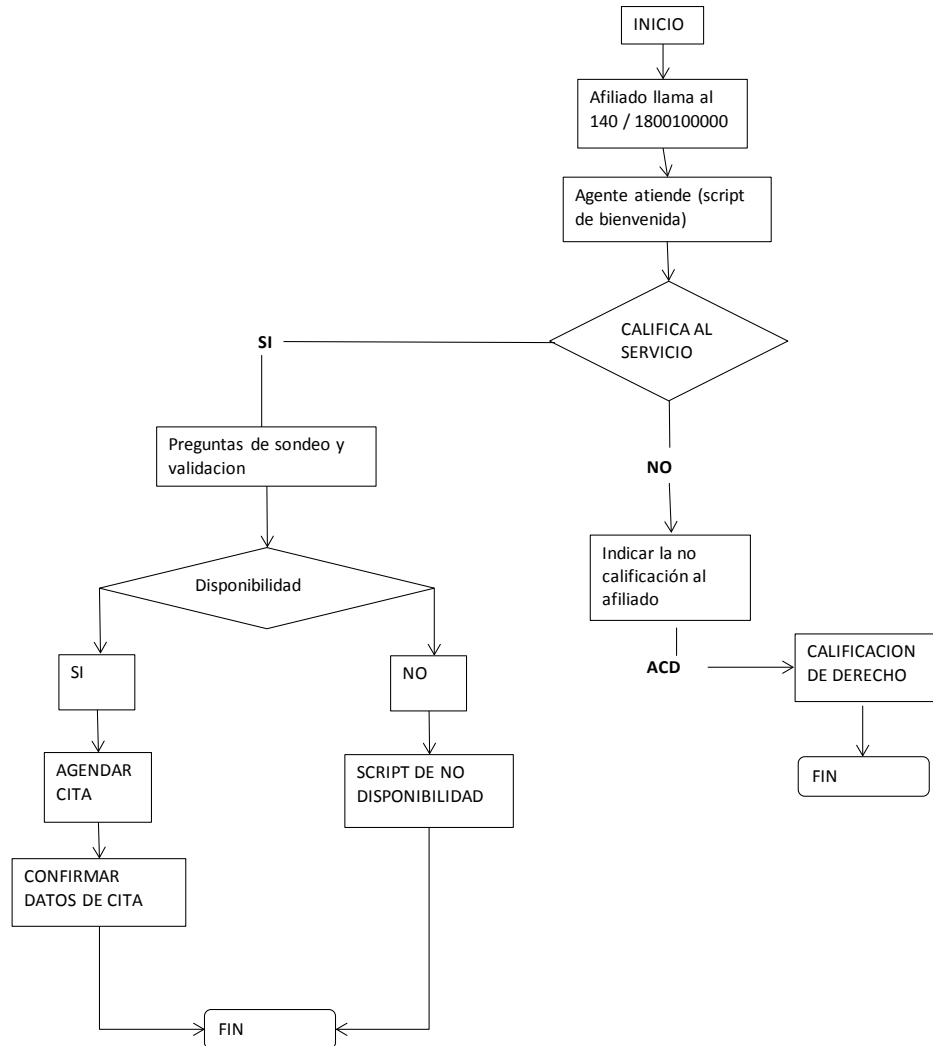 INICIO
Afiliado llama al
140 / 1800100000
Agente atiende (script
de bienvenida)
CALIFICA AL
SERVICIO
SI
NO
Preguntas de sondeo y
validacion
Indicar la no
calificación al
afiliado
Disponibilidad
ACD
CALIFICACION
DE DERECHO
FIN
SI
NO
AGENDAR
CITA
SCRIPT DE NO
DISPONIBILIDAD
CONFIRMAR
DATOS DE CITA
FIN